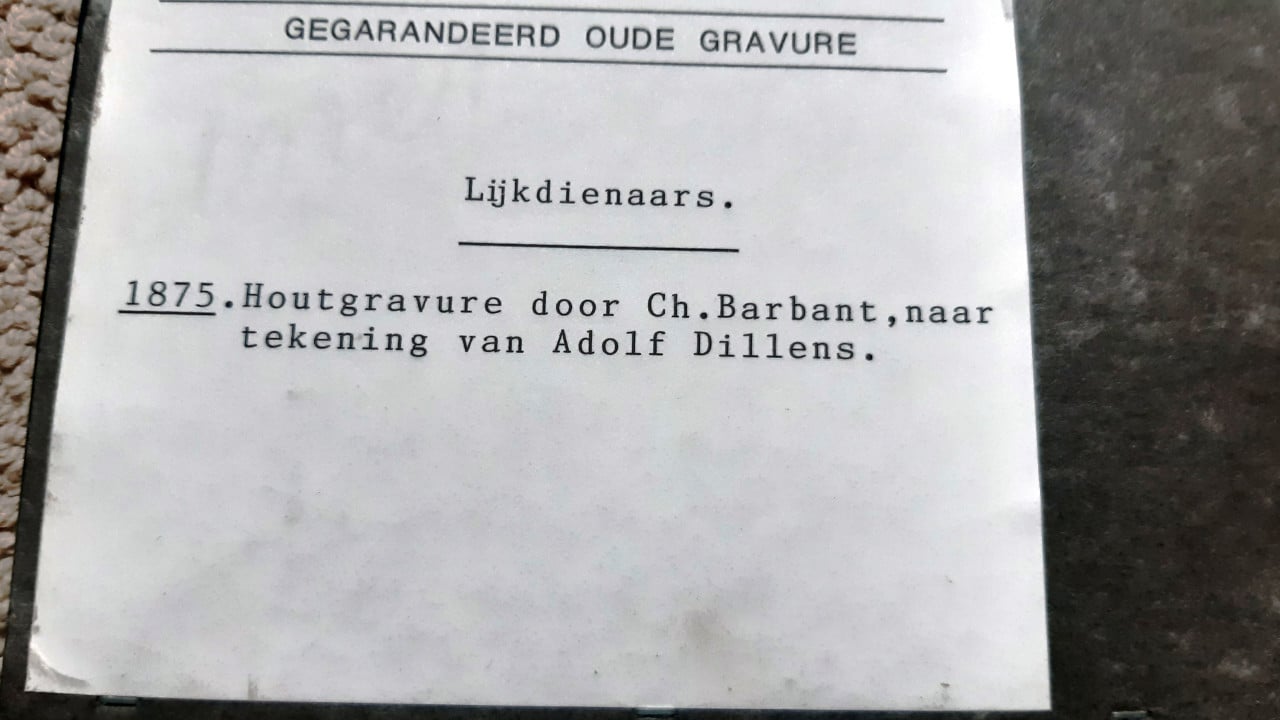 GEGARANDEERD OUDE GRAVURE
Lijkdienaars.
1875.Houtgravure door Ch.Barbant,naar
tekening van Adolf Dillens.